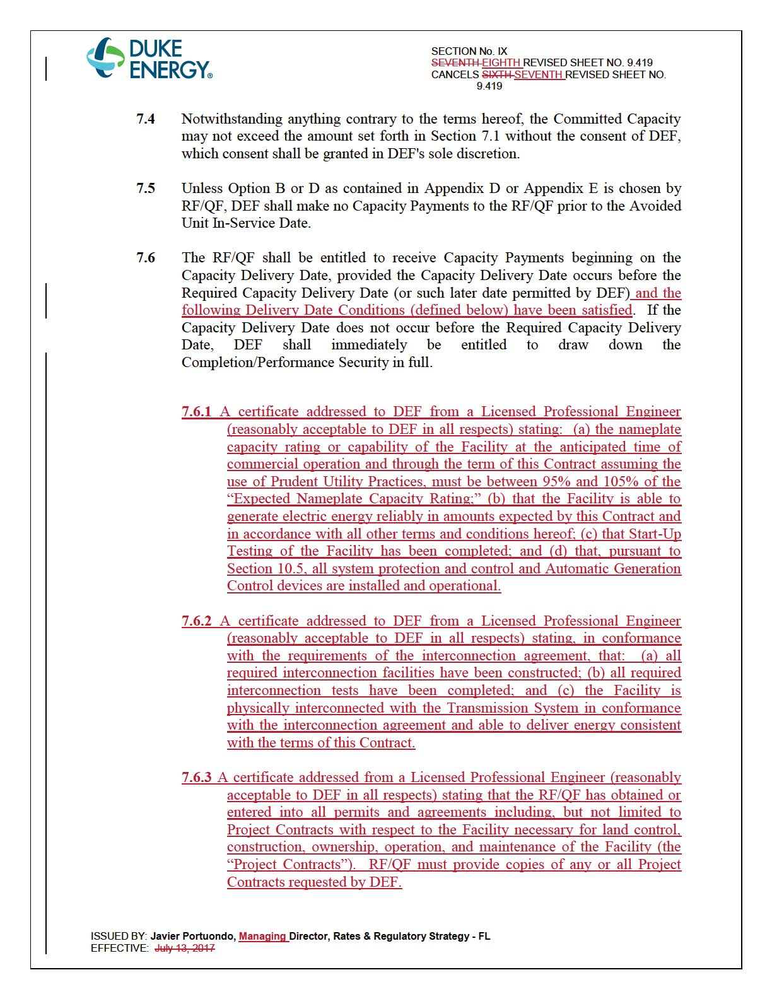 DUKE
ENERGY®
SECTION No. IX
SEVENTH EIGHTH REVISED SHEET NO. 9.419
CANCELS SIXTH SEVENTH REVISED SHEET NO.
9.419
7.4 Notwithstanding anything contrary to the terms hereof, the Committed Capacity
may not exceed the amount set forth in Section 7.1 without the consent of DEF,
which consent shall be granted in DEF's sole discretion.
7.5 Unless Option B or D as contained in Appendix D or Appendix E is chosen by
RF/QF, DEF shall make no Capacity Payments to the RF/QF prior to the Avoided
Unit In-Service Date.
7.6 The RF/QF shall be entitled to receive Capacity Payments beginning on the
Capacity Delivery Date, provided the Capacity Delivery Date occurs before the
Required Capacity Delivery Date (or such later date permitted by DEF) and the
following Delivery Date Conditions (defined below) have been satisfied. If the
Capacity Delivery Date does not occur before the Required Capacity Delivery
Date, DEF shall immediately be entitled to draw down the
Completion/Performance Security in full.
7.6.1 A certificate addressed to DEF from a Licensed Professional Engineer
(reasonably acceptable to DEF in all respects) stating: (a) the nameplate
capacity rating or capability of the Facility at the anticipated time of
commercial operation and through the term of this Contract assuming the
use of Prudent Utility Practices, must be between 95% and 105% of the
“Expected Nameplate Capacity Rating;” (b) that the Facility is able to
generate electric energy reliably in amounts expected by this Contract and
in accordance with all other terms and conditions hereof; (c) that Start-Up
Testing of the Facility has been completed; and (d) that, pursuant to
Section 10.5, all system protection and control and Automatic Generation
Control devices are installed and operational.
7.6.2 A certificate addressed to DEF from a Licensed Professional Engineer
(reasonably acceptable to DEF in all respects) stating, in conformance
with the requirements of the interconnection agreement, that: (a) all
required interconnection facilities have been constructed; (b) all required
interconnection tests have been completed; and (c) the Facility is
physically interconnected with the Transmission System in conformance
with the interconnection agreement and able to deliver energy consistent
with the terms of this Contract.
7.6.3 A certificate addressed from a Licensed Professional Engineer (reasonably
acceptable to DEF in all respects) stating that the RF/QF has obtained or
entered into all permits and agreements including, but not limited to
Project Contracts with respect to the Facility necessary for land control,
construction, ownership, operation, and maintenance of the Facility (the
“Project Contracts”). RF/QF must provide copies of any or all Project
Contracts requested by DEF.
ISSUED BY: Javier Portuondo, Managing Director, Rates & Regulatory Strategy - FL
EFFECTIVE: July 13, 2017